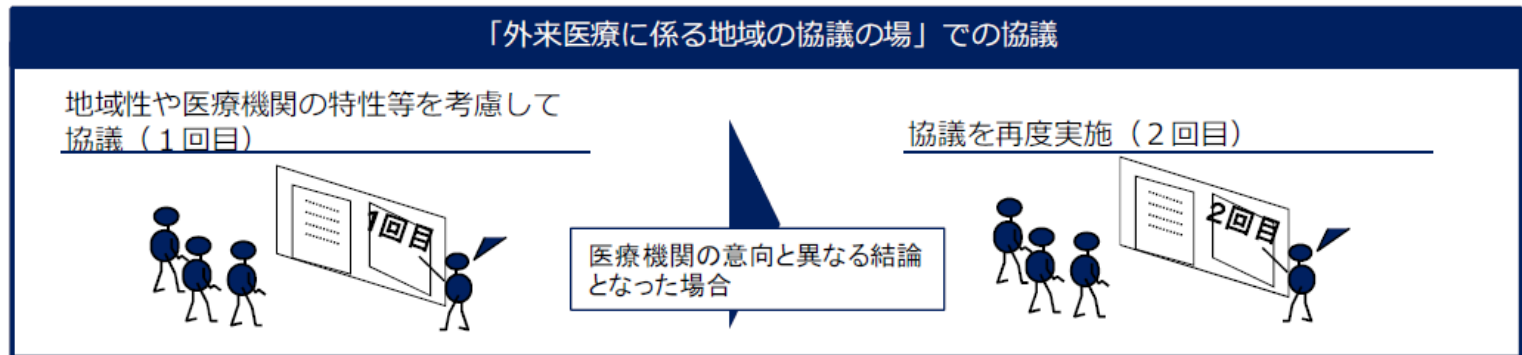 「外来医療に係る地域の協議の場」での協議
地域性や医療機関の特性等を考慮して
協議（１回目）
1回目
医療機関の意向と異なる結論
となった場合
協議を再度実施（２回目）
2回目